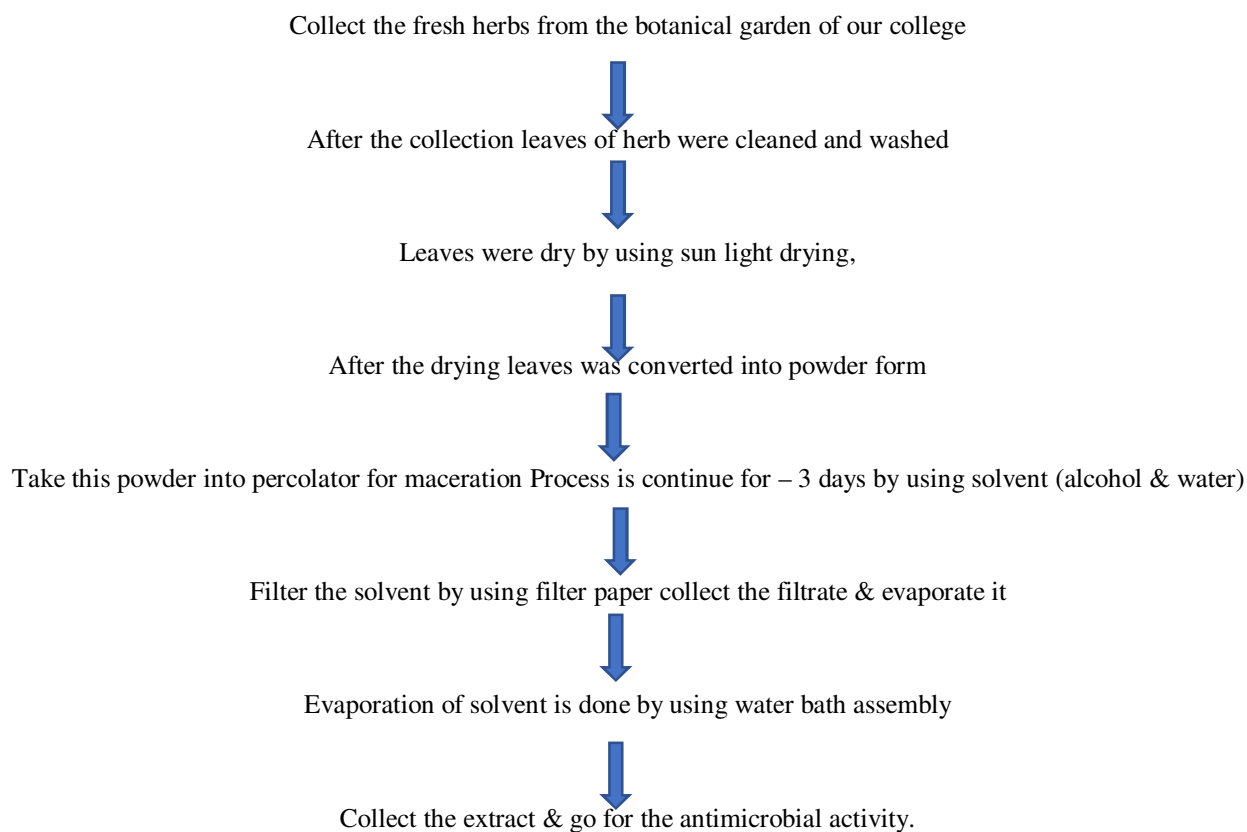 Collect the fresh herbs from the botanical garden of our college
After the collection leaves of herb were cleaned and washed
Leaves were dry by using sun light drying,
After the drying leaves was converted into powder form
Take this powder into percolator for maceration Process is continue for – 3 days by using solvent (alcohol & water)
Filter the solvent by using filter paper collect the filtrate & evaporate it
Evaporation of solvent is done by using water bath assembly
Collect the extract & go for the antimicrobial activity.